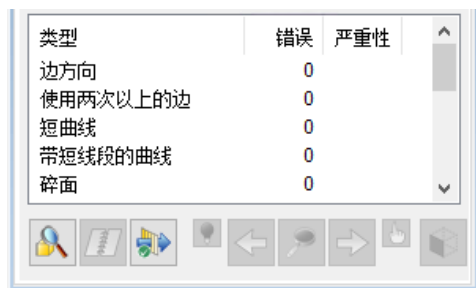 类型 错误 严重性
边方向 0
使用两次以上的边 0
短曲线 0
带短线段的曲线 0
碎面 0